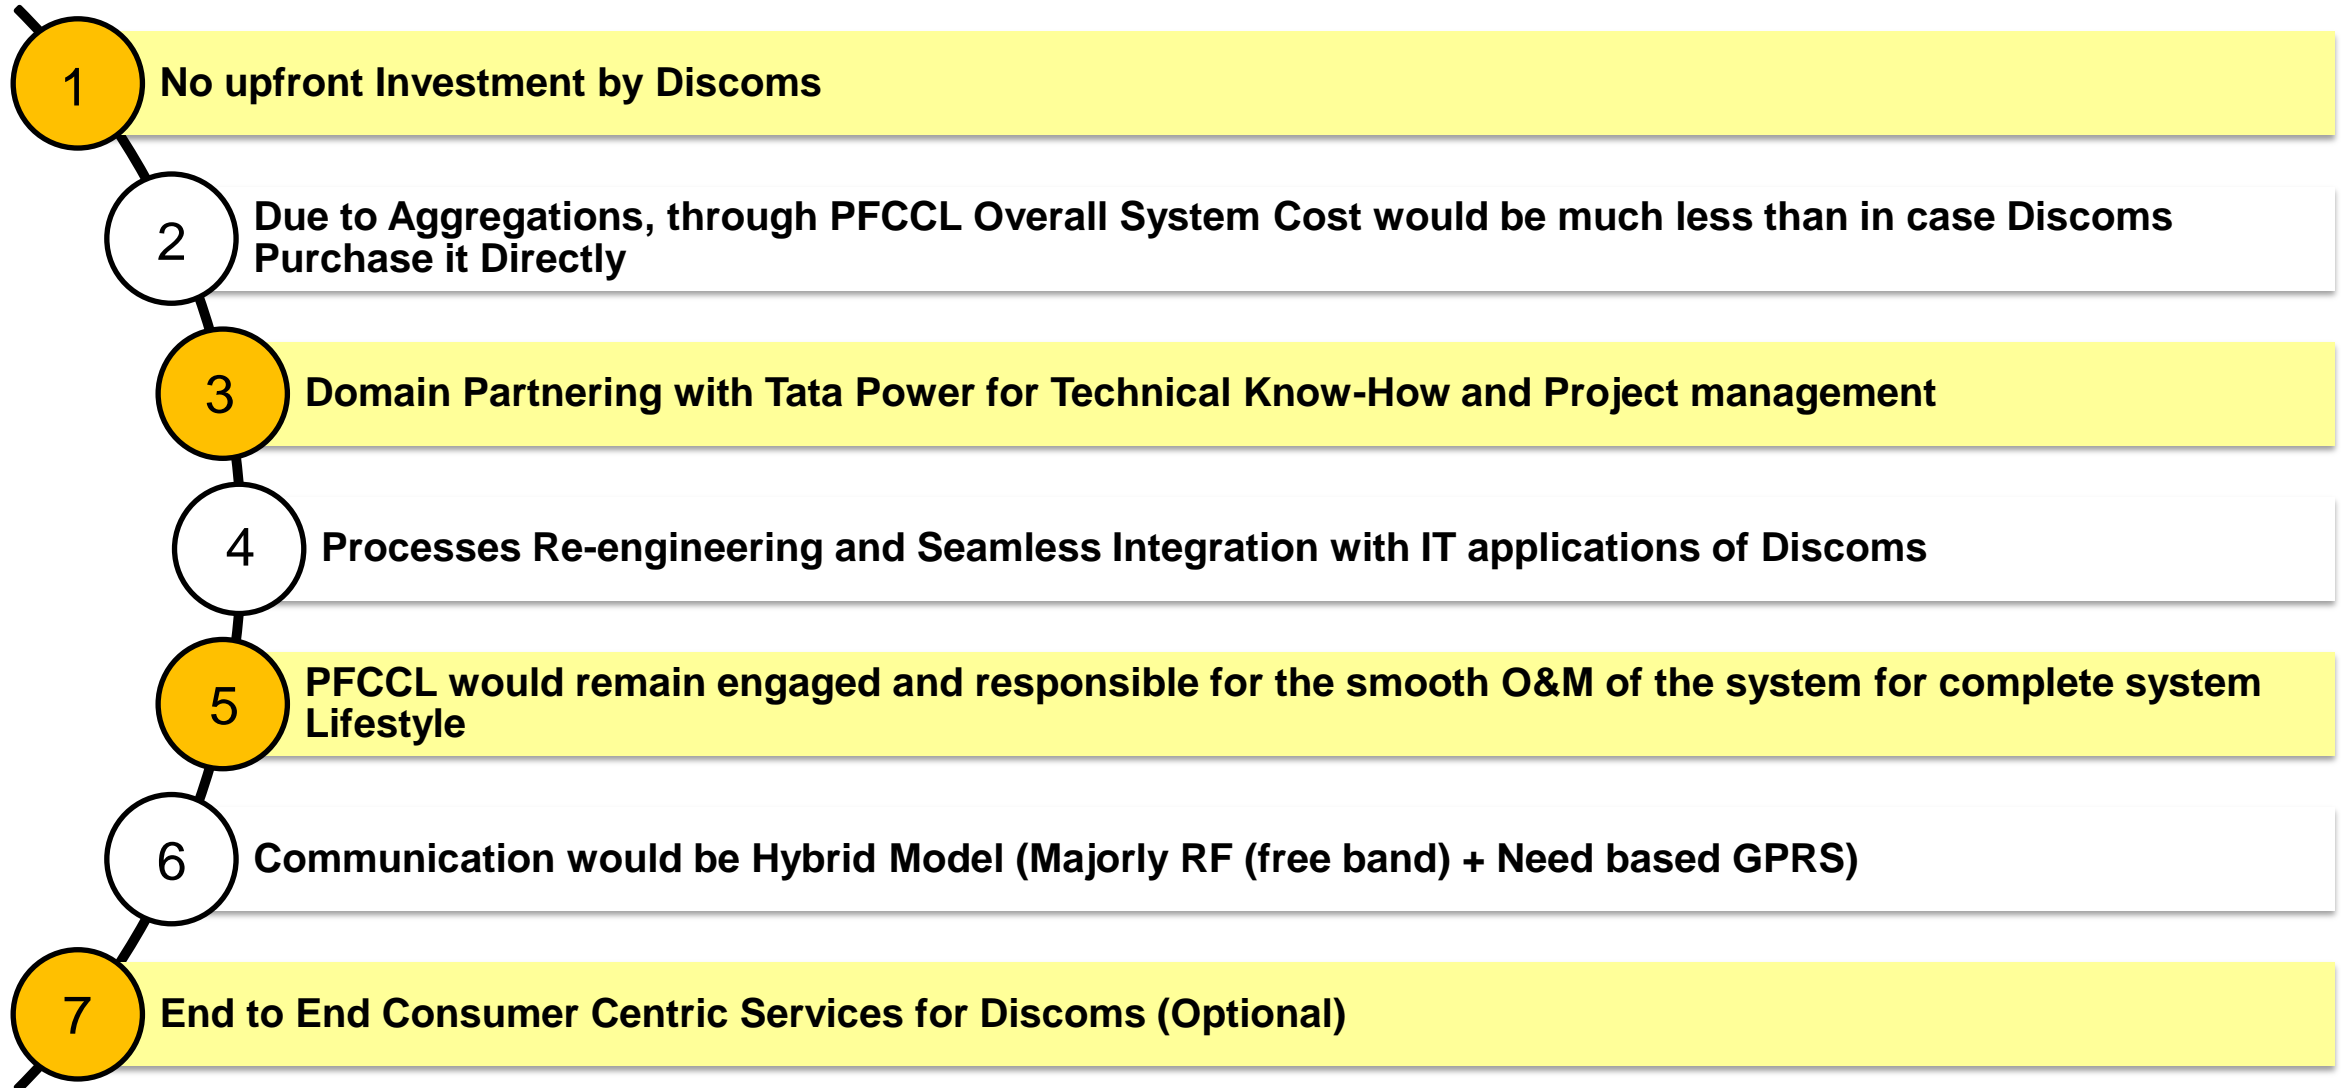 1
No upfront Investment by Discoms
2
Due to Aggregations, through PFCCL Overall System Cost would be much less than in case Discoms
Purchase it Directly
3
Domain Partnering with Tata Power for Technical Know-How and Project management
4
Processes Re-engineering and Seamless Integration with IT applications of Discoms
5
PFCCL would remain engaged and responsible for the smooth O&M of the system for complete system
Lifestyle
6
Communication would be Hybrid Model (Majorly RF (free band) + Need based GPRS)
7
End to End Consumer Centric Services for Discoms (Optional)